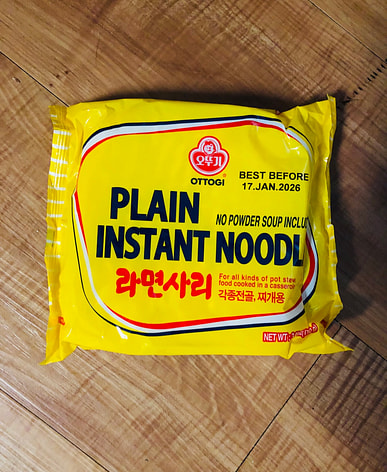 오뚜기
OTTOGI
BEST BEFORE
17.JAN.2026
PLAIN
NO POWDER SOUP INCLU
INSTANT NOODL
라면사리
For all kinds of pot stew
food cooked in a casserol
각종전골, 찌개용
NET WT